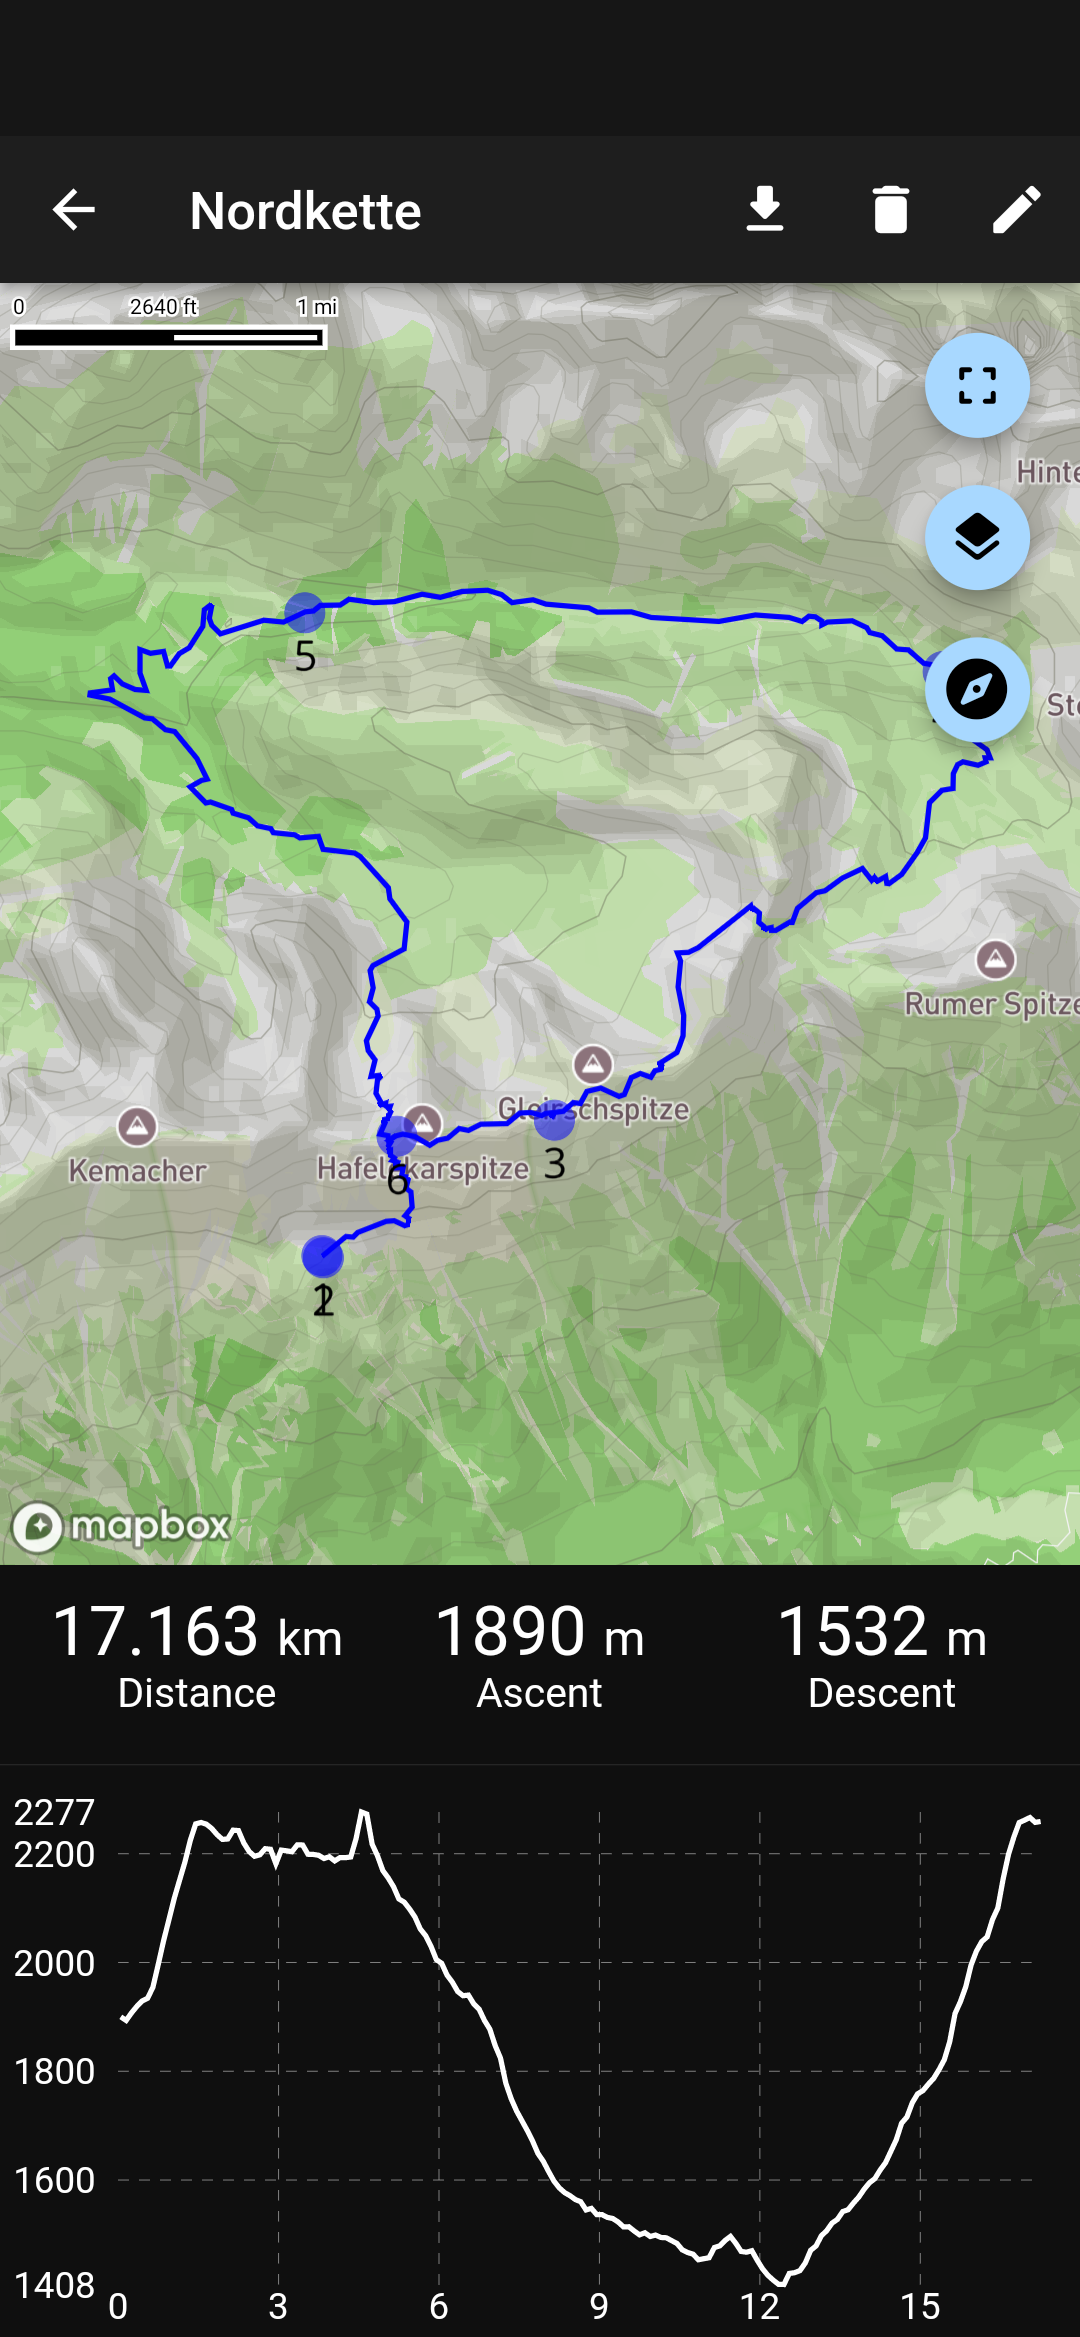 Nordkette
0 2640 ft 1 mi
Hinte
5
Ste
Rumer Spitze
Gleirschspitze
Kemacher
Hafelekarspitze
3
6
1
2
mapbox
17.163 km 1890 m 1532 m
Distance Ascent Descent
2277
2200
2000
1800
1600
1408
0 3 6 9 12 15